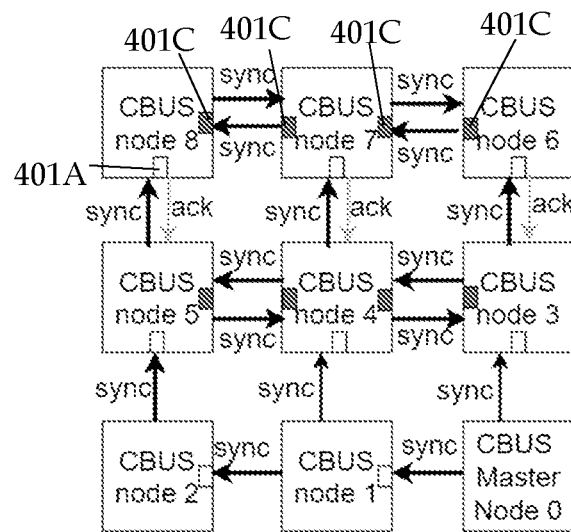 401C 401C 401C 401C
sync sync
CBUS node 8 CBUS node 7 CBUS node 6
sync sync
401A
sync ack sync ack sync ack
sync sync
CBUS node 5 CBUS node 4 CBUS node 3
sync sync
sync sync sync
sync sync
CBUS node 2 CBUS node 1 CBUS Master Node 0